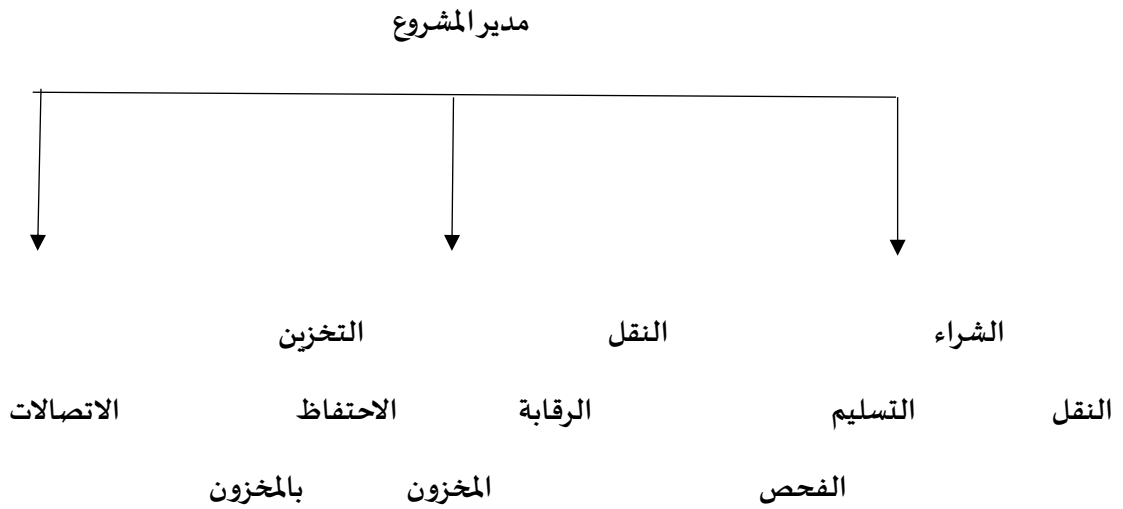 مدير المشروع
الشراء النقل التخزين
النقل التسليم الرقابة الاحتفاظ الاتصالات
الفحص المخزون بالمخزون